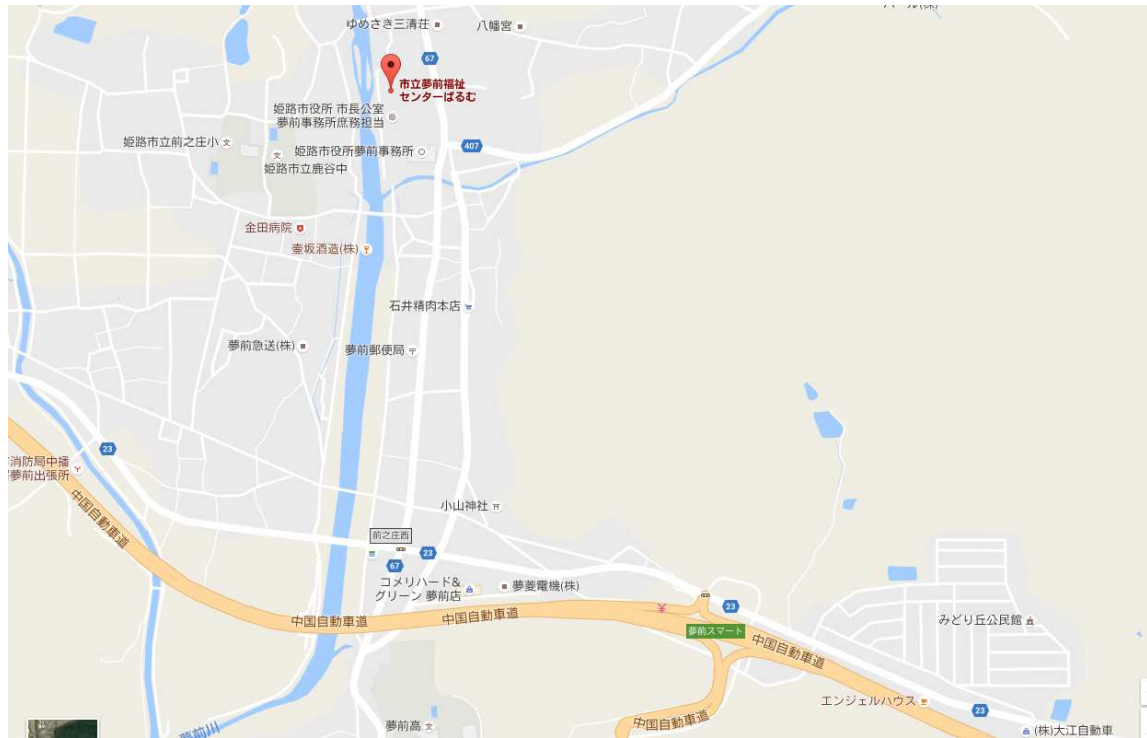 ゆめさき三清荘
八幡宮
67
市立夢前福祉
センターぱるむ
姫路市役所 市長公室
夢前事務所庶務担当
姫路市立前之庄小
文
407
姫路市役所夢前事務所
文
姫路市立鹿谷中
金田病院
壷坂酒造(株)
石井精肉本店
夢前急送(株)
夢前郵便局
〒
23
消防局中播
夢前出張所
中国自動車道
小山神社
前之庄西
23
67
コメリハード&
グリーン 夢前店
夢菱電機(株)
¥
23
中国自動車道
中国自動車道
夢前スマート
中国自動車道
みどり丘公民館
エンジェルハウス
23
中国自動車道
夢前高
文
夢前川
(株)大江自動車